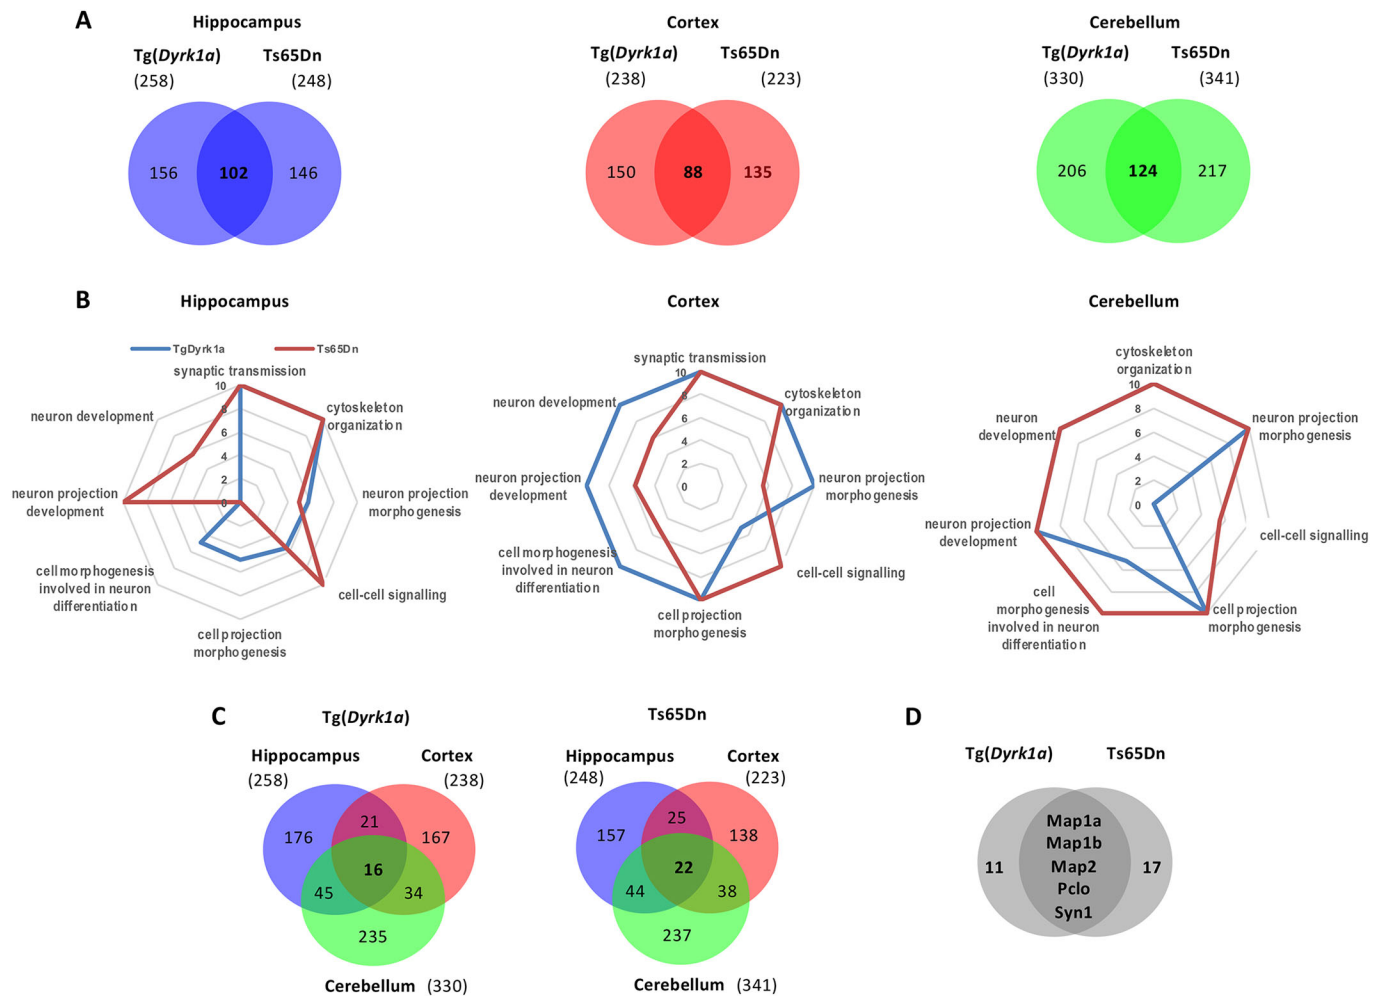 A
Hippocampus
Tg(Dyrk1a) Ts65Dn
(258) (248)
156 102 146
Cortex
Tg(Dyrk1a) Ts65Dn
(238) (223)
150 88 135
Cerebellum
Tg(Dyrk1a) Ts65Dn
(330) (341)
206 124 217
B
Hippocampus
TgDyrk1a Ts65Dn
synaptic transmission
cytoskeleton
organization
neuron projection
morphogenesis
cell-cell signalling
cell projection
morphogenesis
cell morphogenesis
involved in neuron
differentiation
neuron projection
development
neuron development
10
8
6
4
2
0
Cortex
synaptic transmission
cytoskeleton
organization
neuron projection
morphogenesis
cell-cell signalling
cell projection
morphogenesis
cell morphogenesis
involved in neuron
differentiation
neuron projection
development
neuron development
10
8
6
4
2
0
Cerebellum
cytoskeleton
organization
neuron projection
morphogenesis
cell-cell signalling
cell projection
morphogenesis
cell
morphogenesis
involved in neuron
differentiation
neuron projection
development
neuron
development
10
8
6
4
2
0
C
Tg(Dyrk1a)
Hippocampus Cortex
(258) (238)
21
176 167
16
45 34
235
Cerebellum (330)
Ts65Dn
Hippocampus Cortex
(248) (223)
25
157 138
22
44 38
237
Cerebellum (341)
D
Tg(Dyrk1a) Ts65Dn
Map1a
Map1b
11 Map2 17
Pclo
Syn1